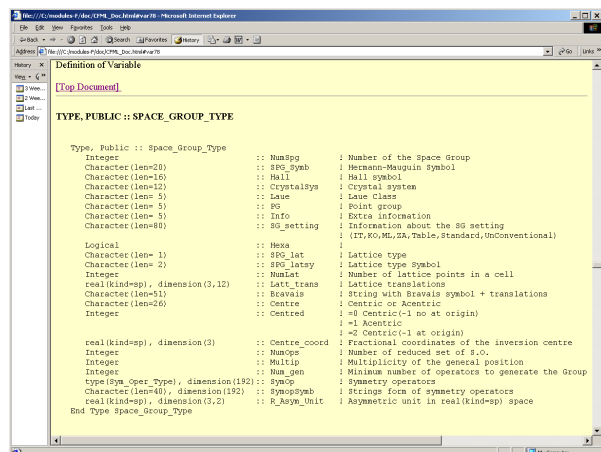 file:///C:/modules-F/doc/CFML_Doc.html#var78 - Microsoft Internet Explorer
File Edit View Favorites Tools Help
Back Search Favorites History
Address file:///C:/modules-F/doc/CFML_Doc.html#var78 Go Links »
History X
View
3 Wee...
2 Wee...
Last ...
Today
Definition of Variable
[Top Document]
TYPE, PUBLIC :: SPACE_GROUP_TYPE
Type, Public :: Space_Group_Type
Integer :: NumSpg ! Number of the Space Group
Character(len=20) :: SPG_Symb ! Hermann-Mauguin Symbol
Character(len=16) :: Hall ! Hall symbol
Character(len=12) :: CrystalSys ! Crystal system
Character(len= 5) :: Laue ! Laue Class
Character(len= 5) :: PG ! Point group
Character(len= 5) :: Info ! Extra information
Character(len=80) :: SG_setting ! Information about the SG setting
! (IT,KO,ML,ZA,Table,Standard,UnConventional)
Logical :: Hexa !
Character(len= 1) :: SPG_lat ! Lattice type
Character(len= 2) :: SPG_latsy ! Lattice type Symbol
Integer :: NumLat ! Number of lattice points in a cell
real(kind=sp), dimension(3,12) :: Latt_trans ! Lattice translations
Character(len=51) :: Bravais ! String with Bravais symbol + translations
Character(len=26) :: Centre ! Centric or Acentric
Integer :: Centred ! =0 Centric(-1 no at origin)
! =1 Acentric
! =2 Centric(-1 at origin)
real(kind=sp), dimension(3) :: Centre_coord ! Fractional coordinates of the inversion centre
Integer :: NumOps ! Number of reduced set of S.O.
Integer :: Multip ! Multiplicity of the general position
Integer :: Num_gen ! Minimum number of operators to generate the Group
type(Sym_Oper_Type), dimension(192):: SymOp ! Symmetry operators
Character(len=40), dimension(192) :: SymopSymb ! Strings form of symmetry operators
real(kind=sp), dimension(3,2) :: R_Asym_Unit ! Asymmetric unit in real(kind=sp) space
End Type Space_Group_Type